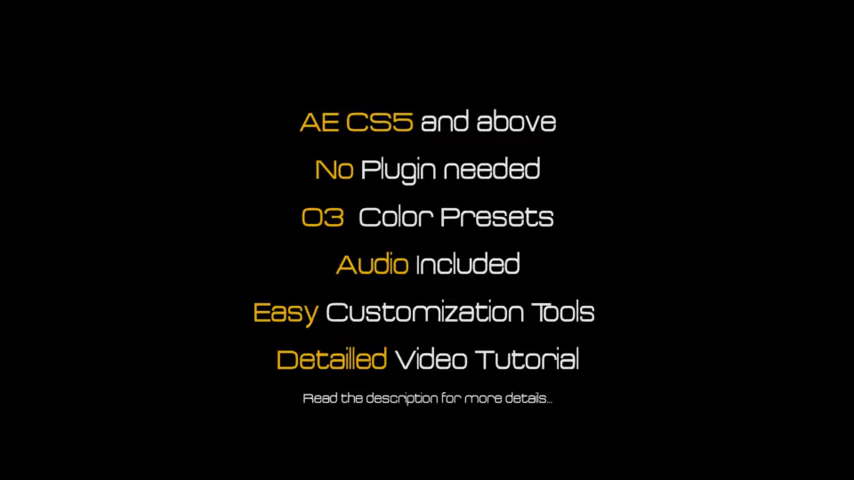 AE CS5 and above
No Plugin needed
03 Color Presets
Audio Included
Easy Customization Tools
Detailled Video Tutorial
Read the description for more details...